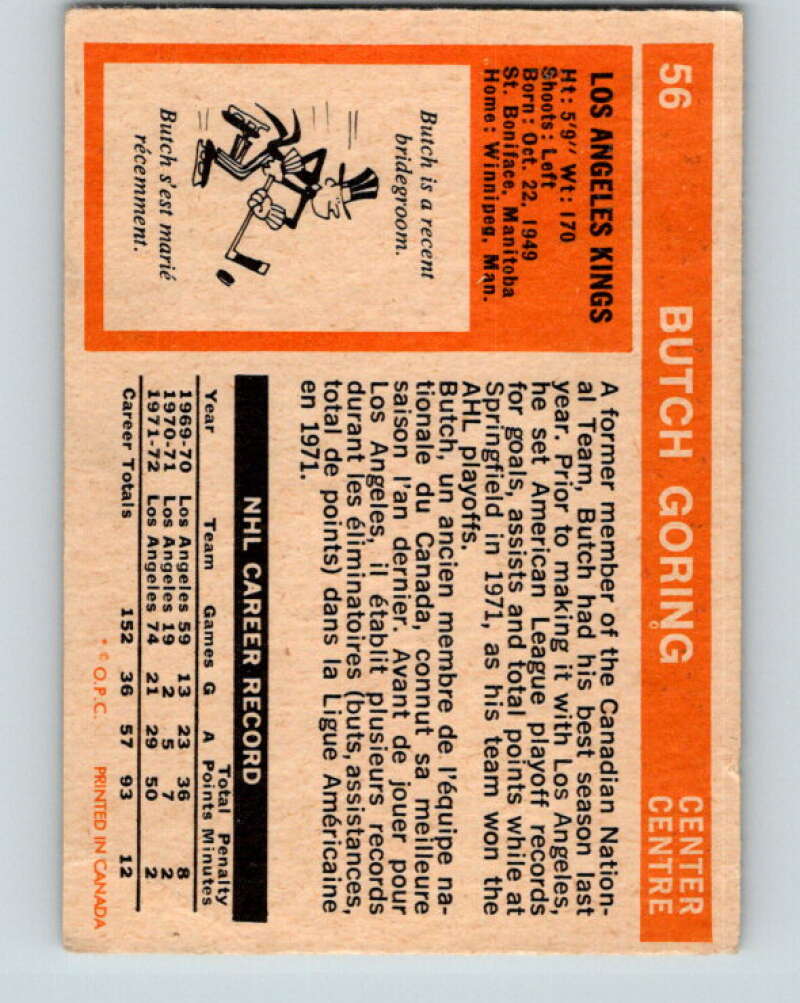 56 BUTCH GORING CENTER
CENTRE
LOS ANGELES KINGS
Ht: 5'9" Wt: 170
Shoots: Left
Born: Oct. 22, 1949
St. Boniface, Manitoba
Home: Winnipeg, Man.
Butch is a recent
bridegroom.
Butch s'est marié
récemment.
A former member of the Canadian Nation-
al Team, Butch had his best season last
year. Prior to making it with Los Angeles,
he set American League playoff records
for goals, assists and total points while at
Springfield in 1971, as his team won the
AHL playoffs.
Butch, un ancien membre de l'équipe na-
tionale du Canada, connut sa meilleure
saison l'an dernier. Avant de jouer pour
Los Angeles, il établit plusieurs records
durant les éliminatoires (buts, assistances,
total de points) dans la Ligue Américaine
en 1971.
NHL CAREER RECORD
Total Penalty
Year Team Games G A Points Minutes
1969-70 Los Angeles 59 13 23 36 8
1970-71 Los Angeles 19 2 5 7 2
1971-72 Los Angeles 74 21 29 50 2
Career Totals 152 36 57 93 12
* © O.P.C. PRINTED IN CANADA